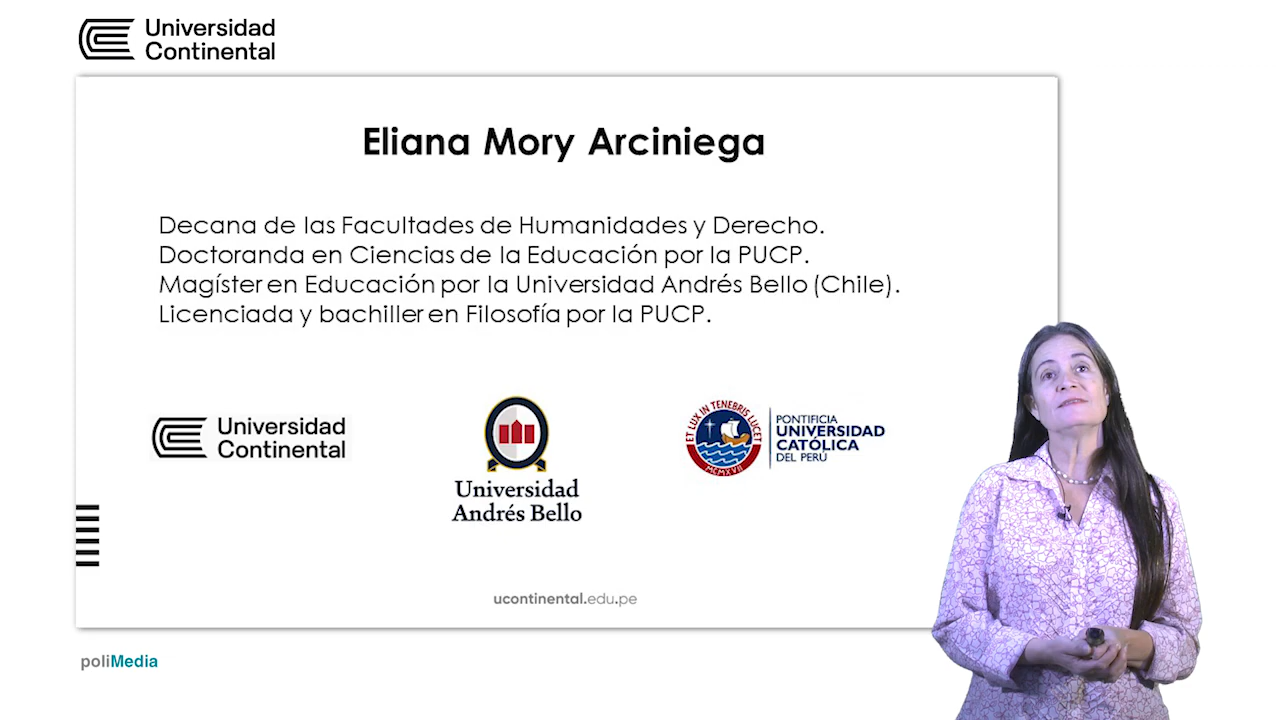 Universidad
Continental
Eliana Mory Arciniega
Decana de las Facultades de Humanidades y Derecho.
Doctoranda en Ciencias de la Educación por la PUCP.
Magíster en Educación por la Universidad Andrés Bello (Chile).
Licenciada y bachiller en Filosofía por la PUCP.
Universidad
Continental
Universidad
Andrés Bello
ET LUX IN TENEBRIS LUCET
MCMXVII
PONTIFICIA
UNIVERSIDAD
CATÓLICA
DEL PERÚ
ucontinental.edu.pe
poliMedia